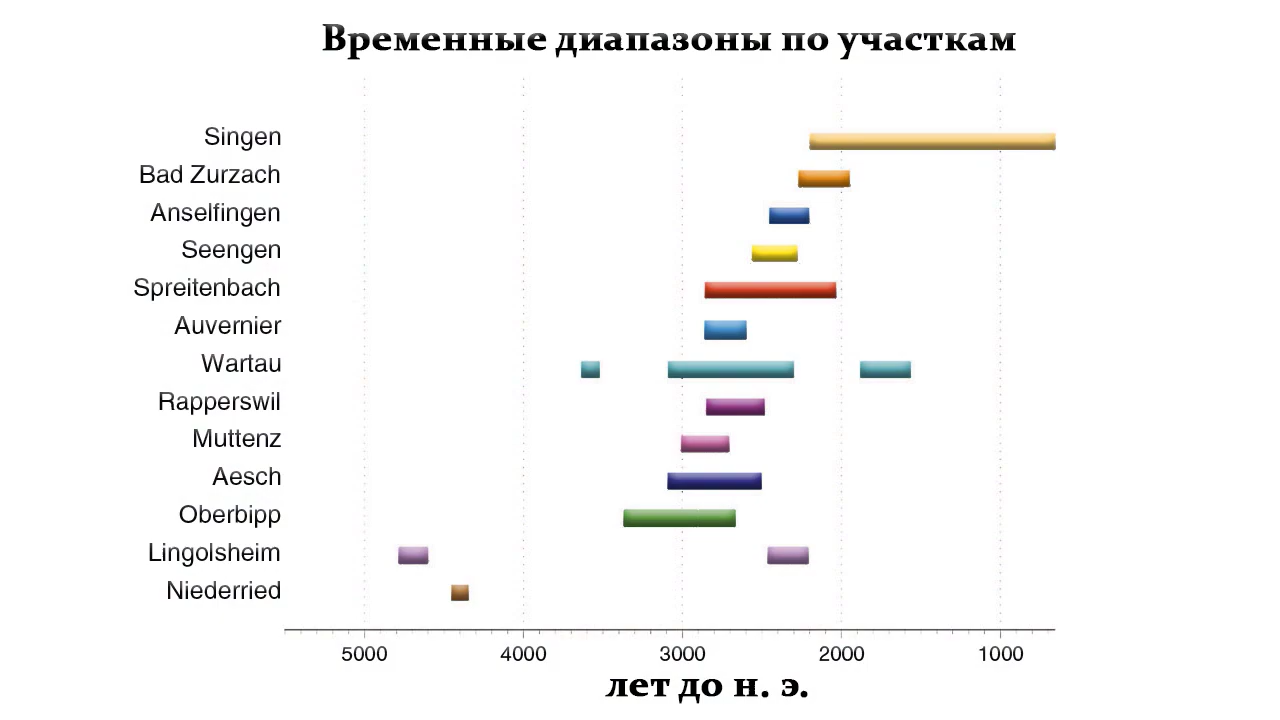 Временные диапазоны по участкам
Singen
Bad Zurzach
Anselfingen
Seengen
Spreitenbach
Auvernier
Wartau
Rapperswil
Muttenz
Aesch
Oberbipp
Lingolsheim
Niederried
5000 4000 3000 2000 1000
лет до н. э.